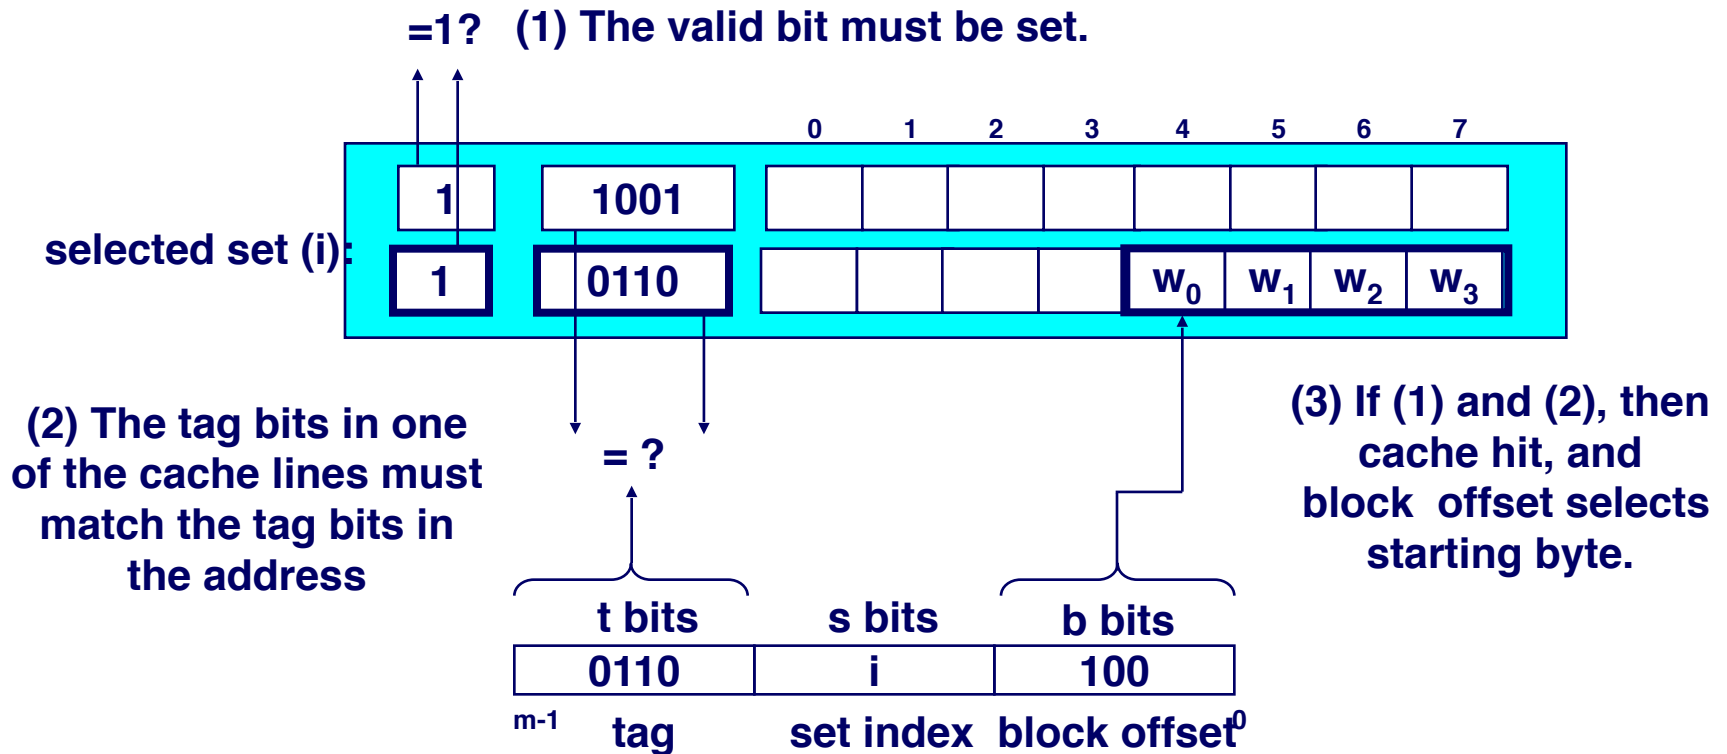 =1? (1) The valid bit must be set.
0 1 2 3 4 5 6 7
1 1001
selected set (i):
1 0110 w0 w1 w2 w3
(2) The tag bits in one
of the cache lines must
match the tag bits in
the address
= ?
(3) If (1) and (2), then
cache hit, and
block offset selects
starting byte.
t bits s bits b bits
0110 i 100
m-1 tag set index block offset 0